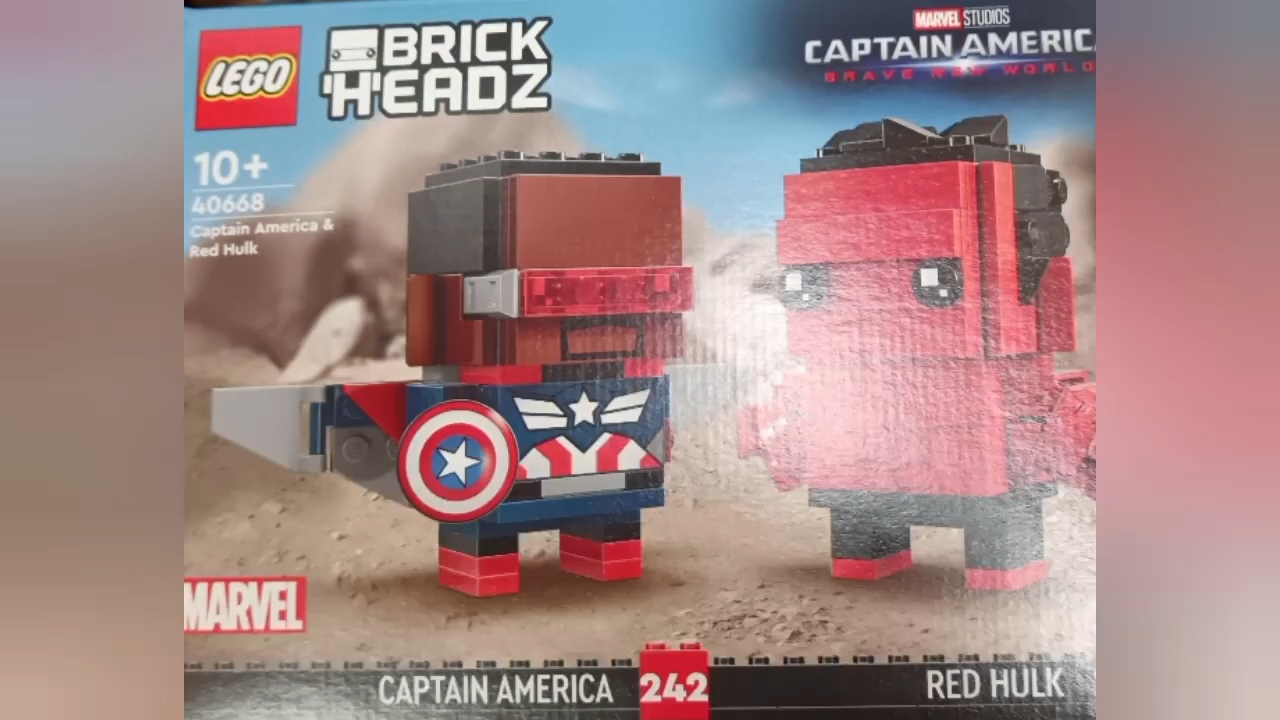 LEGO
BRICK
HEADZ
MARVEL STUDIOS
CAPTAIN AMERIC
BRAVE NEW WORLD
10+
40668
Captain America &
Red Hulk
MARVEL
CAPTAIN AMERICA
242
RED HULK